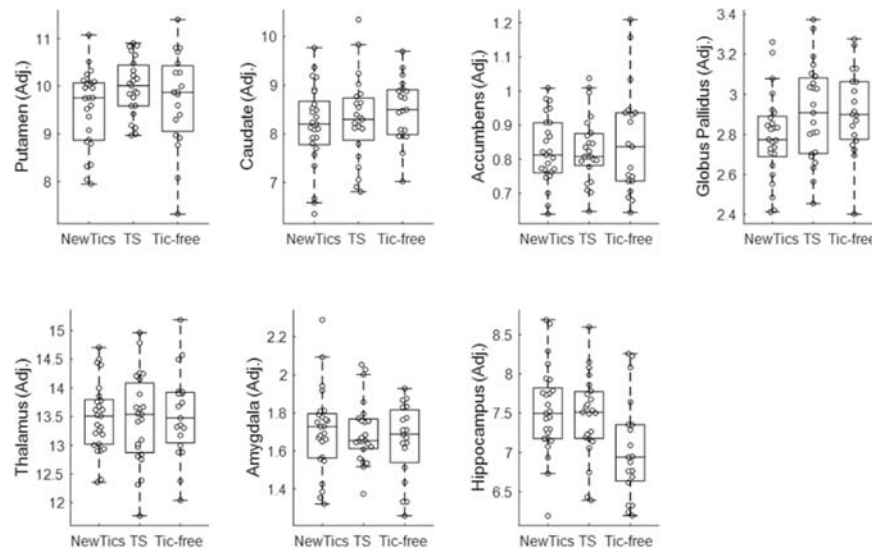 Putamen (Adj.)
11
10
9
8
NewTics TS Tic-free
Caudate (Adj.)
10
8
6
NewTics TS Tic-free
Accumbens (Adj.)
1.2
1.1
1
0.9
0.8
0.7
NewTics TS Tic-free
Globus Pallidus (Adj.)
3.4
3.2
3
2.8
2.6
2.4
NewTics TS Tic-free
Thalamus (Adj.)
15
14.5
14
13.5
13
12.5
12
NewTics TS Tic-free
Amygdala (Adj.)
2.2
2
1.8
1.6
1.4
NewTics TS Tic-free
Hippocampus (Adj.)
8.5
8
7.5
7
6.5
NewTics TS Tic-free